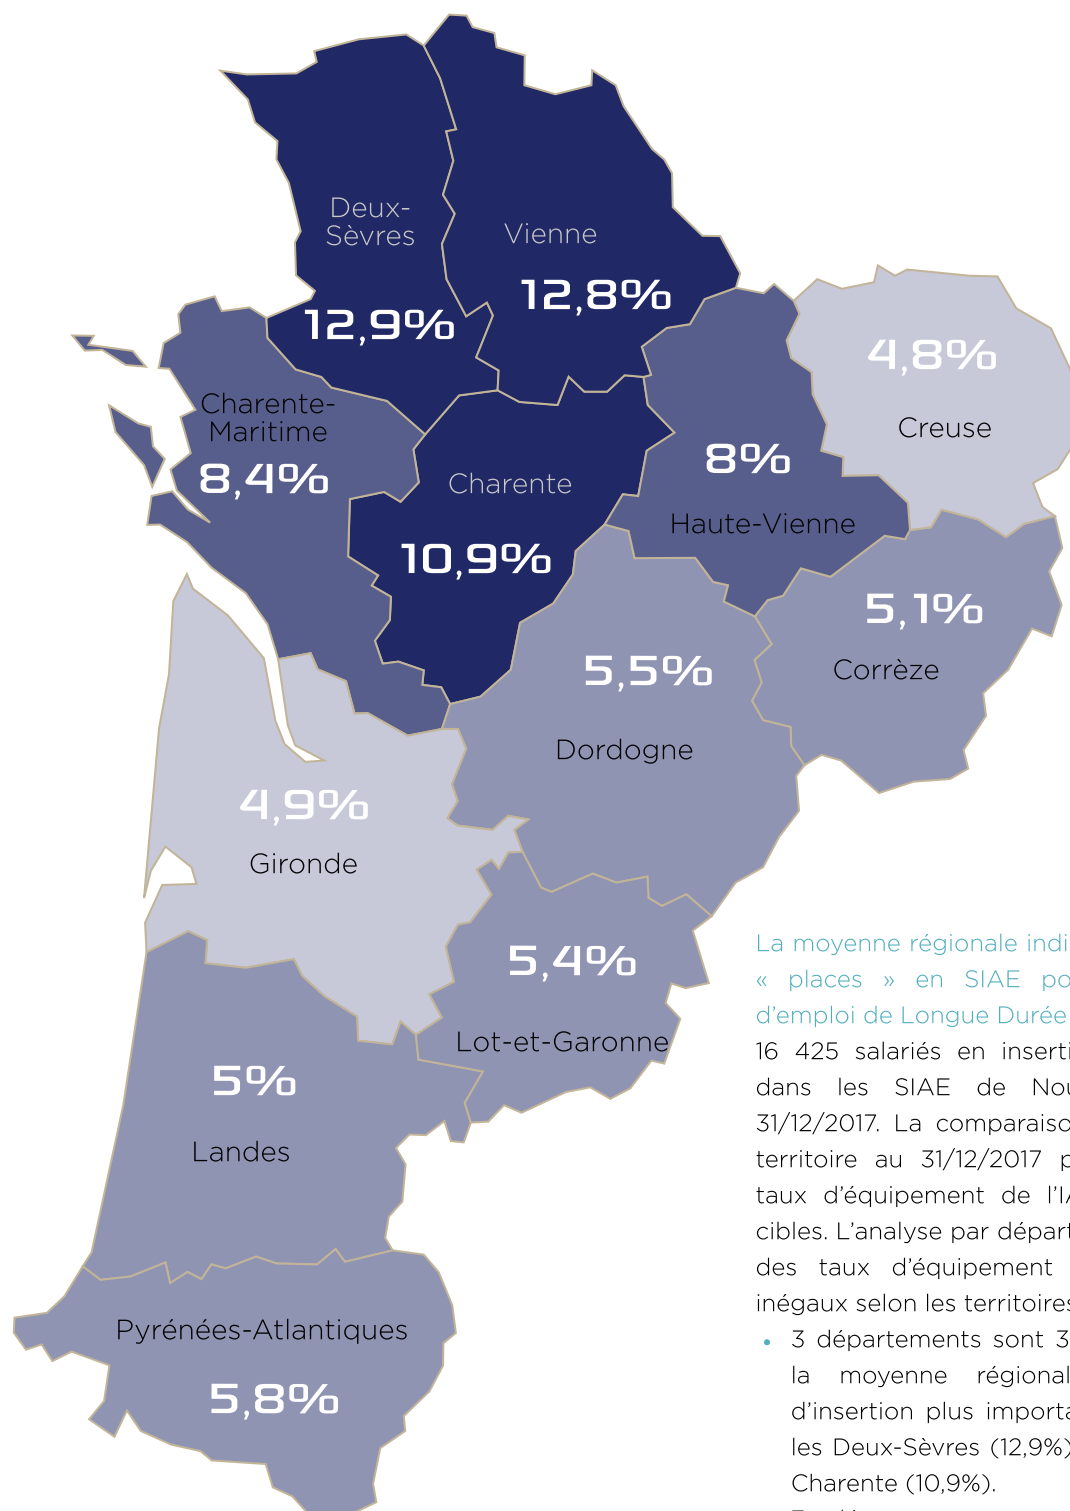 Deux-
Sèvres
12,9%
Vienne
12,8%
4,8%
Creuse
Charente-
Maritime
8,4%
Charente
10,9%
8%
Haute-Vienne
5,1%
Corrèze
5,5%
Dordogne
4,9%
Gironde
5,4%
Lot-et-Garonne
5%
Landes
Pyrénées-Atlantiques
5,8%
La moyenne régionale indi
« places » en SIAE po
d'emploi de Longue Durée
16 425 salariés en inserti
dans les SIAE de Nou
31/12/2017. La comparaiso
territoire au 31/12/2017 p
taux d'équipement de l'IA
cibles. L'analyse par départ
des taux d'équipement
inégaux selon les territoires
• 3 départements sont 3
la moyenne régional
d'insertion plus importa
les Deux-Sèvres (12,9%)
Charente (10,9%).